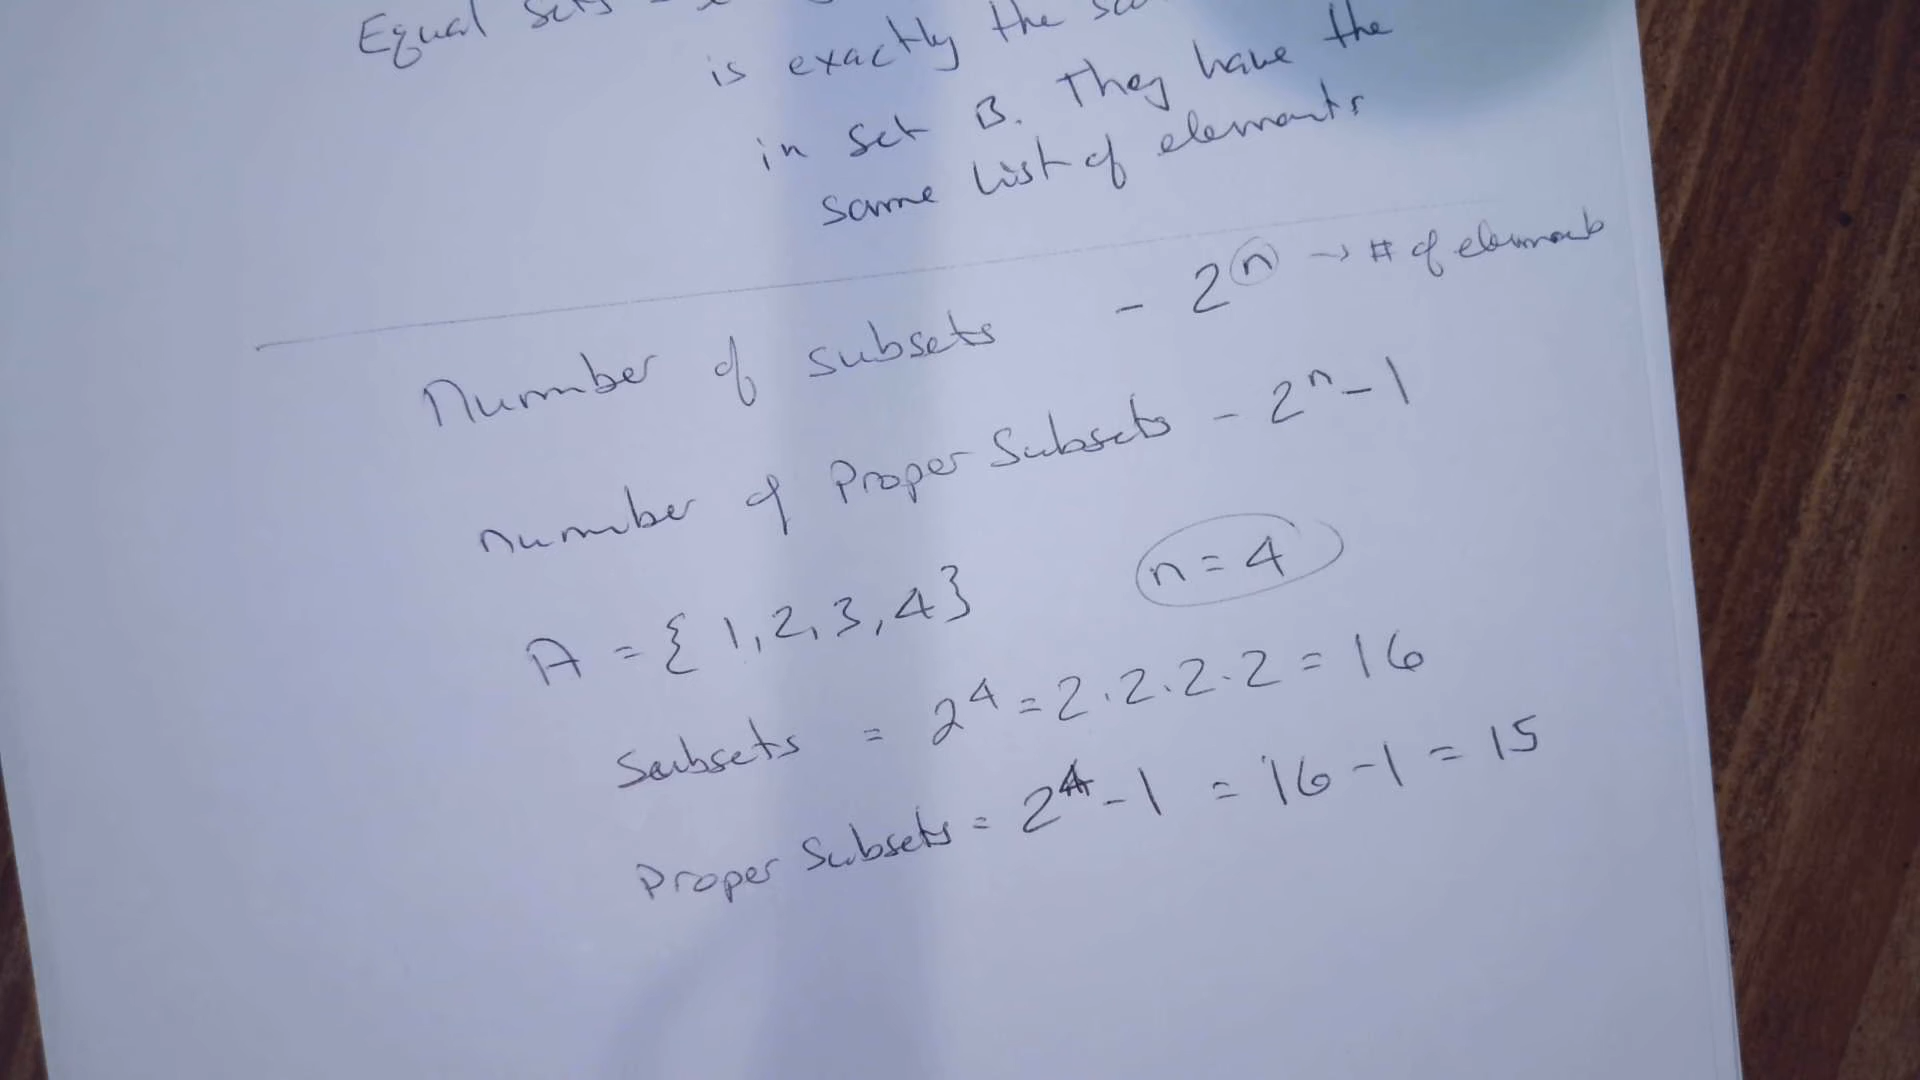 Equal Sets -
is exactly the
in set B. They have the
same list of elements
Number of subsets - 2ⁿ → # of elements
Number of Proper Subsets - 2ⁿ - 1
A = { 1, 2, 3, 4 } n = 4
Subsets = 2⁴ = 2 . 2 . 2 . 2 = 16
Proper Subsets = 2⁴ - 1 = 16 - 1 = 15